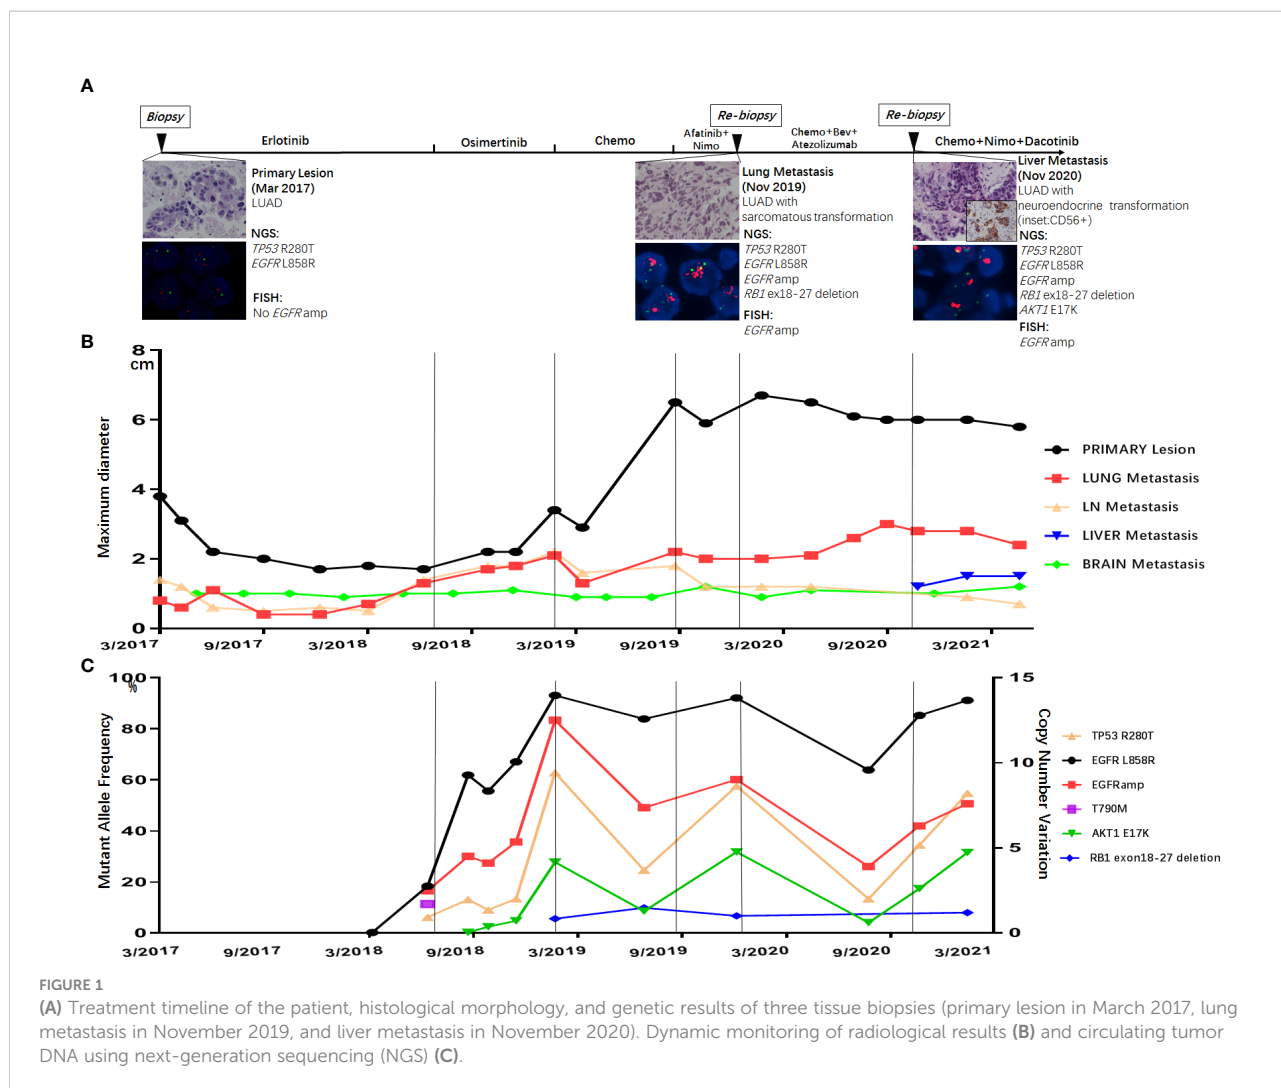 A
Biopsy
Re-biopsy
Re-biopsy
Erlotinib
Osimertinib
Chemo
Afatinib+
Nimo
Chemo+Bev+
Atezolizumab
Chemo+Nimo+Dacotinib
Primary Lesion
(Mar 2017)
LUAD
NGS:
TP53 R280T
EGFR L858R
FISH:
No EGFR amp
Lung Metastasis
(Nov 2019)
LUAD with
sarcomatous transformation
NGS:
TP53 R280T
EGFR L858R
EGFR amp
RB1 ex18-27 deletion
FISH:
EGFR amp
Liver Metastasis
(Nov 2020)
LUAD with
neuroendocrine transformation
(inset:CD56+)
NGS:
TP53 R280T
EGFR L858R
EGFR amp
RB1 ex18-27 deletion
AKT1 E17K
FISH:
EGFR amp
B
8
cm
6
4
2
0
Maximum diameter
3/2017
9/2017
3/2018
9/2018
3/2019
9/2019
3/2020
9/2020
3/2021
PRIMARY Lesion
LUNG Metastasis
LN Metastasis
LIVER Metastasis
BRAIN Metastasis
C
100
%
80
60
40
20
0
Mutant Allele Frequency
15
10
5
0
Copy Number Variation
3/2017
9/2017
3/2018
9/2018
3/2019
9/2019
3/2020
9/2020
3/2021
TP53 R280T
EGFR L858R
EGFRamp
T790M
AKT1 E17K
RB1 exon18-27 deletion
FIGURE 1
(A) Treatment timeline of the patient, histological morphology, and genetic results of three tissue biopsies (primary lesion in March 2017, lung
metastasis in November 2019, and liver metastasis in November 2020). Dynamic monitoring of radiological results (B) and circulating tumor
DNA using next-generation sequencing (NGS) (C).